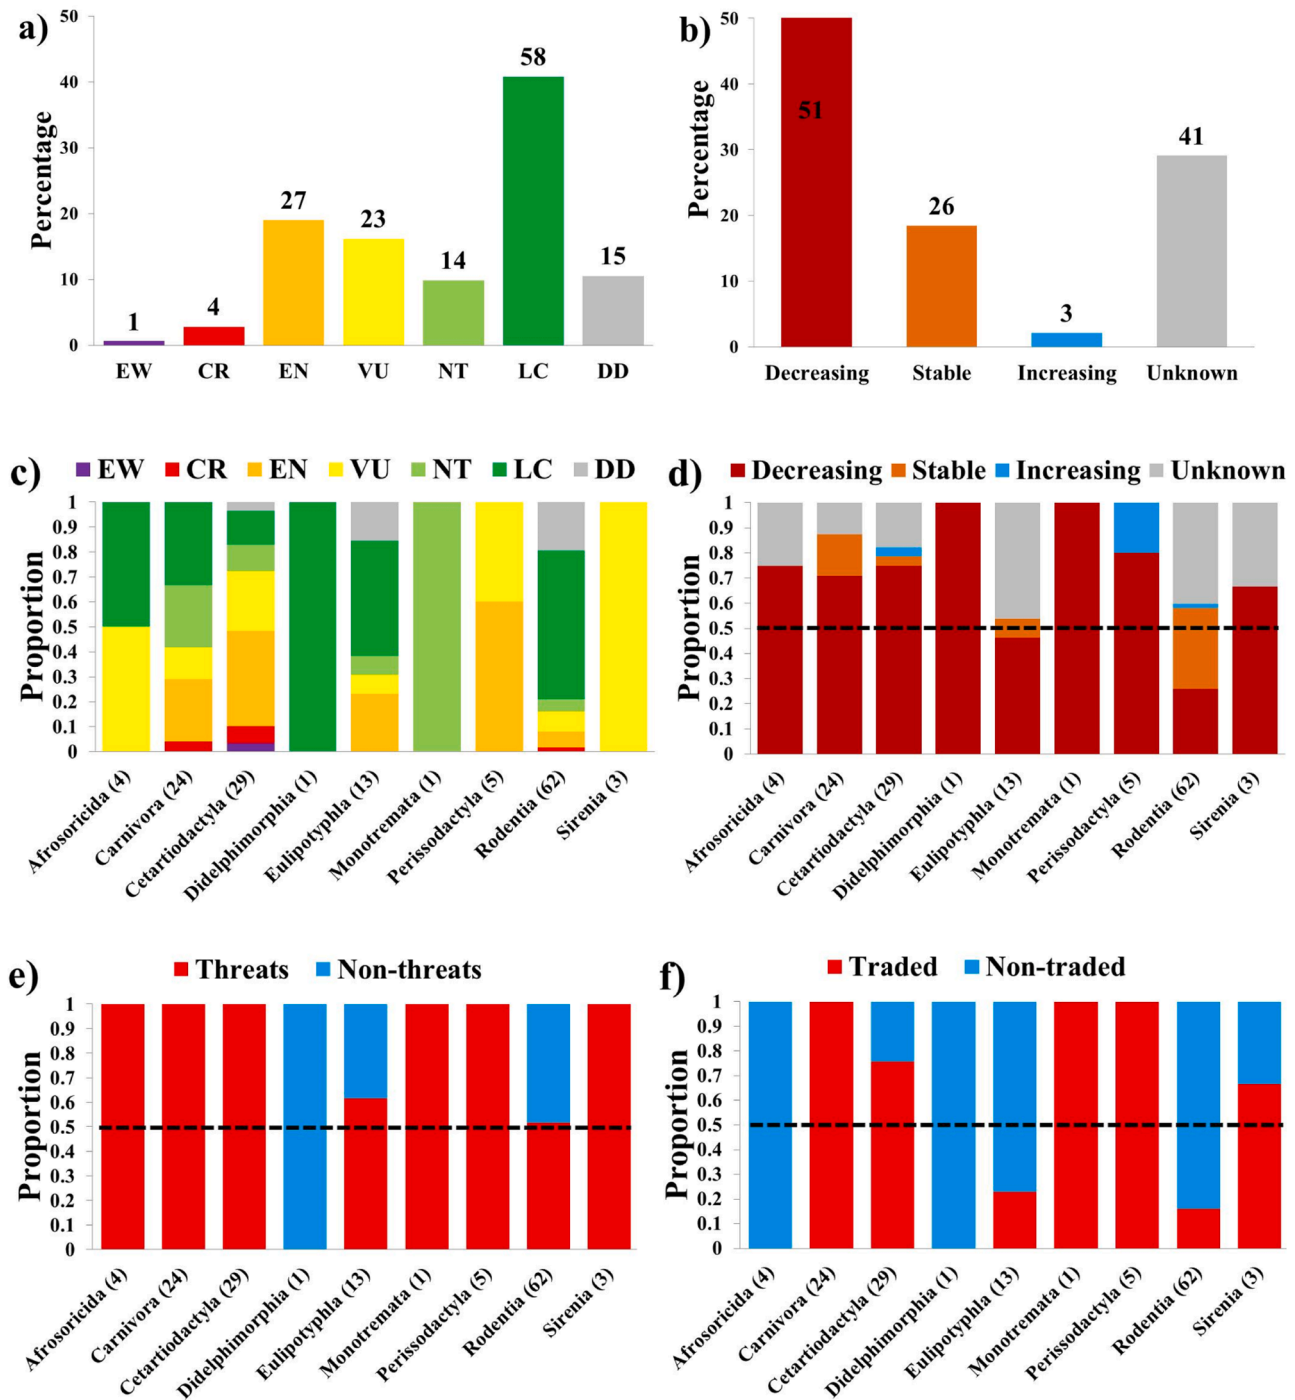 a)
Percentage
50
40
30
20
10
0
1
4
27
23
14
58
15
EW CR EN VU NT LC DD
b)
Percentage
50
40
30
20
10
0
51
26
3
41
Decreasing Stable Increasing Unknown
c)
EW CR EN VU NT LC DD
Proportion
1
0.9
0.8
0.7
0.6
0.5
0.4
0.3
0.2
0.1
0
Afrosoricida (4)
Carnivora (24)
Cetartiodactyla (29)
Didelphimorphia (1)
Eulipotyphla (13)
Monotremata (1)
Perissodactyla (5)
Rodentia (62)
Sirenia (3)
d)
Decreasing Stable Increasing Unknown
Proportion
1
0.9
0.8
0.7
0.6
0.5
0.4
0.3
0.2
0.1
0
Afrosoricida (4)
Carnivora (24)
Cetartiodactyla (29)
Didelphimorphia (1)
Eulipotyphla (13)
Monotremata (1)
Perissodactyla (5)
Rodentia (62)
Sirenia (3)
e)
Threats Non-threats
Proportion
1
0.9
0.8
0.7
0.6
0.5
0.4
0.3
0.2
0.1
0
Afrosoricida (4)
Carnivora (24)
Cetartiodactyla (29)
Didelphimorphia (1)
Eulipotyphla (13)
Monotremata (1)
Perissodactyla (5)
Rodentia (62)
Sirenia (3)
f)
Traded Non-traded
Proportion
1
0.9
0.8
0.7
0.6
0.5
0.4
0.3
0.2
0.1
0
Afrosoricida (4)
Carnivora (24)
Cetartiodactyla (29)
Didelphimorphia (1)
Eulipotyphla (13)
Monotremata (1)
Perissodactyla (5)
Rodentia (62)
Sirenia (3)